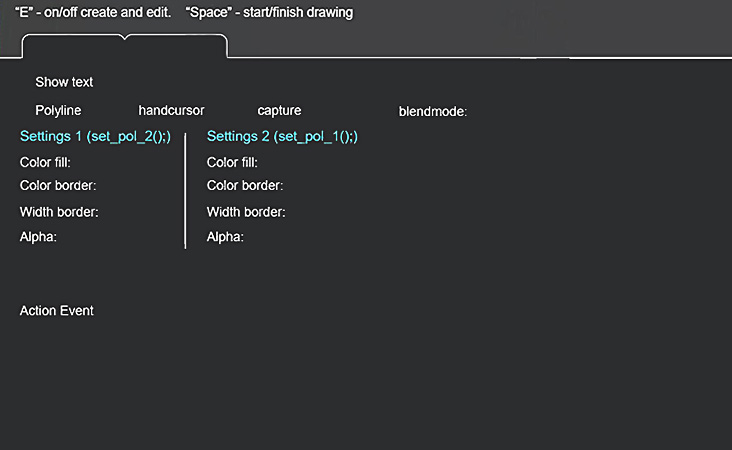 “E” - on/off create and edit. “Space” - start/finish drawing
Show text
Polyline handcursor capture blendmode:
Settings 1 (set_pol_2();) Settings 2 (set_pol_1();)
Color fill: Color fill:
Color border: Color border:
Width border: Width border:
Alpha: Alpha:
Action Event